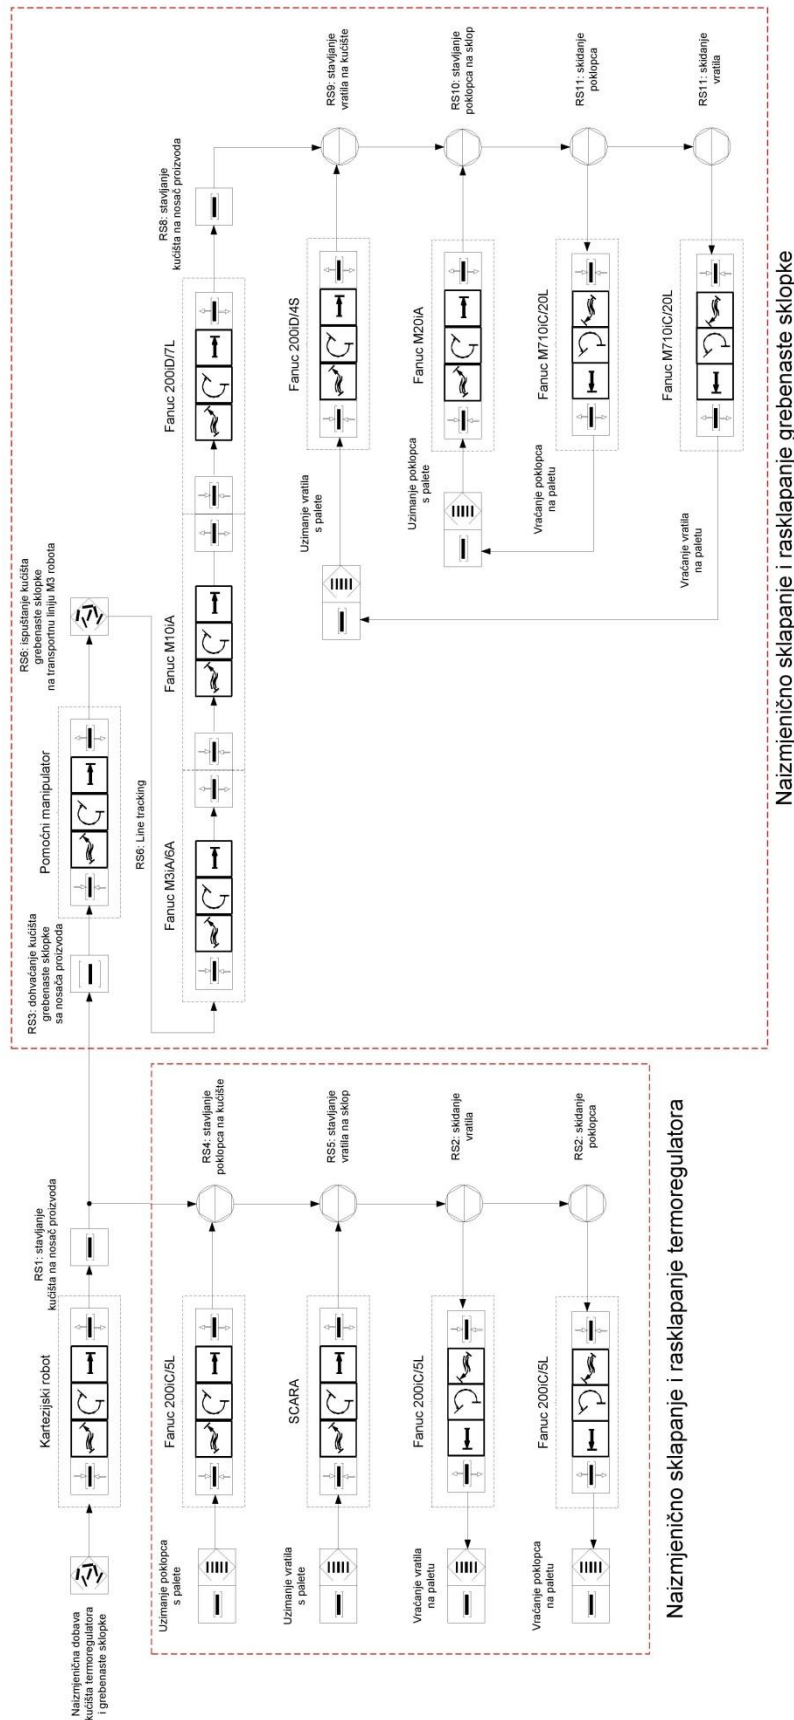 Naizmjenična dobava
kućišta termoregulatora
i grebenaste sklopke
Kartezijski robot
RS1: stavljanje
kućišta na nosač proizvoda
RS3: dohvaćanje kućišta
grebenaste sklopke
sa nosača proizvoda
Pomoćni manipulator
RS6: ispuštanje kućišta
grebenaste sklopke
na transportnu liniju M3 robota
RS6: Line tracking
Fanuc M3iA/6A
Fanuc M10iA
Fanuc 200iD/7L
RS8: stavljanje
kućišta na nosač proizvoda
Uzimanje poklopca
s palete
Fanuc 200iC/5L
RS4: stavljanje
poklopca na kućište
Uzimanje vratila
s palete
SCARA
RS5: stavljanje
vratila na sklop
Vraćanje vratila
na paletu
Fanuc 200iC/5L
RS2: skidanje
vratila
Vraćanje poklopca
na paletu
Fanuc 200iC/5L
RS2: skidanje
poklopca
Naizmjenično sklapanje i rasklapanje termoregulatora
Uzimanje vratila
s palete
Fanuc 200iD/4S
RS9: stavljanje
vratila na kućište
Uzimanje poklopca
s palete
Fanuc M20iA
RS10: stavljanje
poklopca na sklop
Vraćanje poklopca
na paletu
Fanuc M710iC/20L
RS11: skidanje
poklopca
Vraćanje vratila
na paletu
Fanuc M710iC/20L
RS11: skidanje
vratila
Naizmjenično sklapanje i rasklapanje grebenaste sklopke